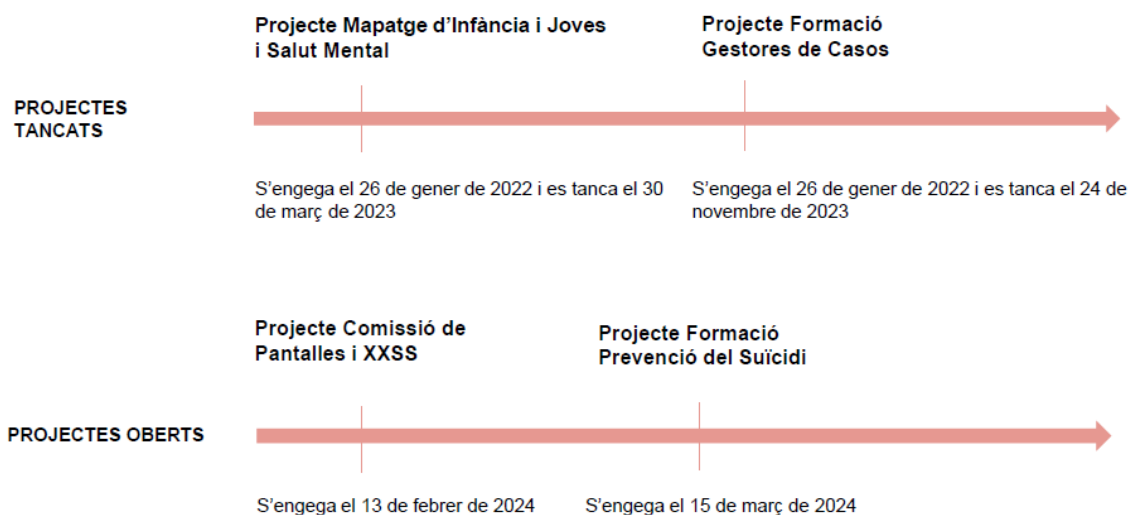 Projecte Mapatge d'Infància i Joves
i Salut Mental
Projecte Formació
Gestores de Casos
PROJECTES
TANCATS
S'engega el 26 de gener de 2022 i es tanca el 30
de març de 2023
S'engega el 26 de gener de 2022 i es tanca el 24 de
novembre de 2023
Projecte Comissió de
Pantalles i XXSS
Projecte Formació
Prevenció del Suïcidi
PROJECTES OBERTS
S'engega el 13 de febrer de 2024
S'engega el 15 de març de 2024